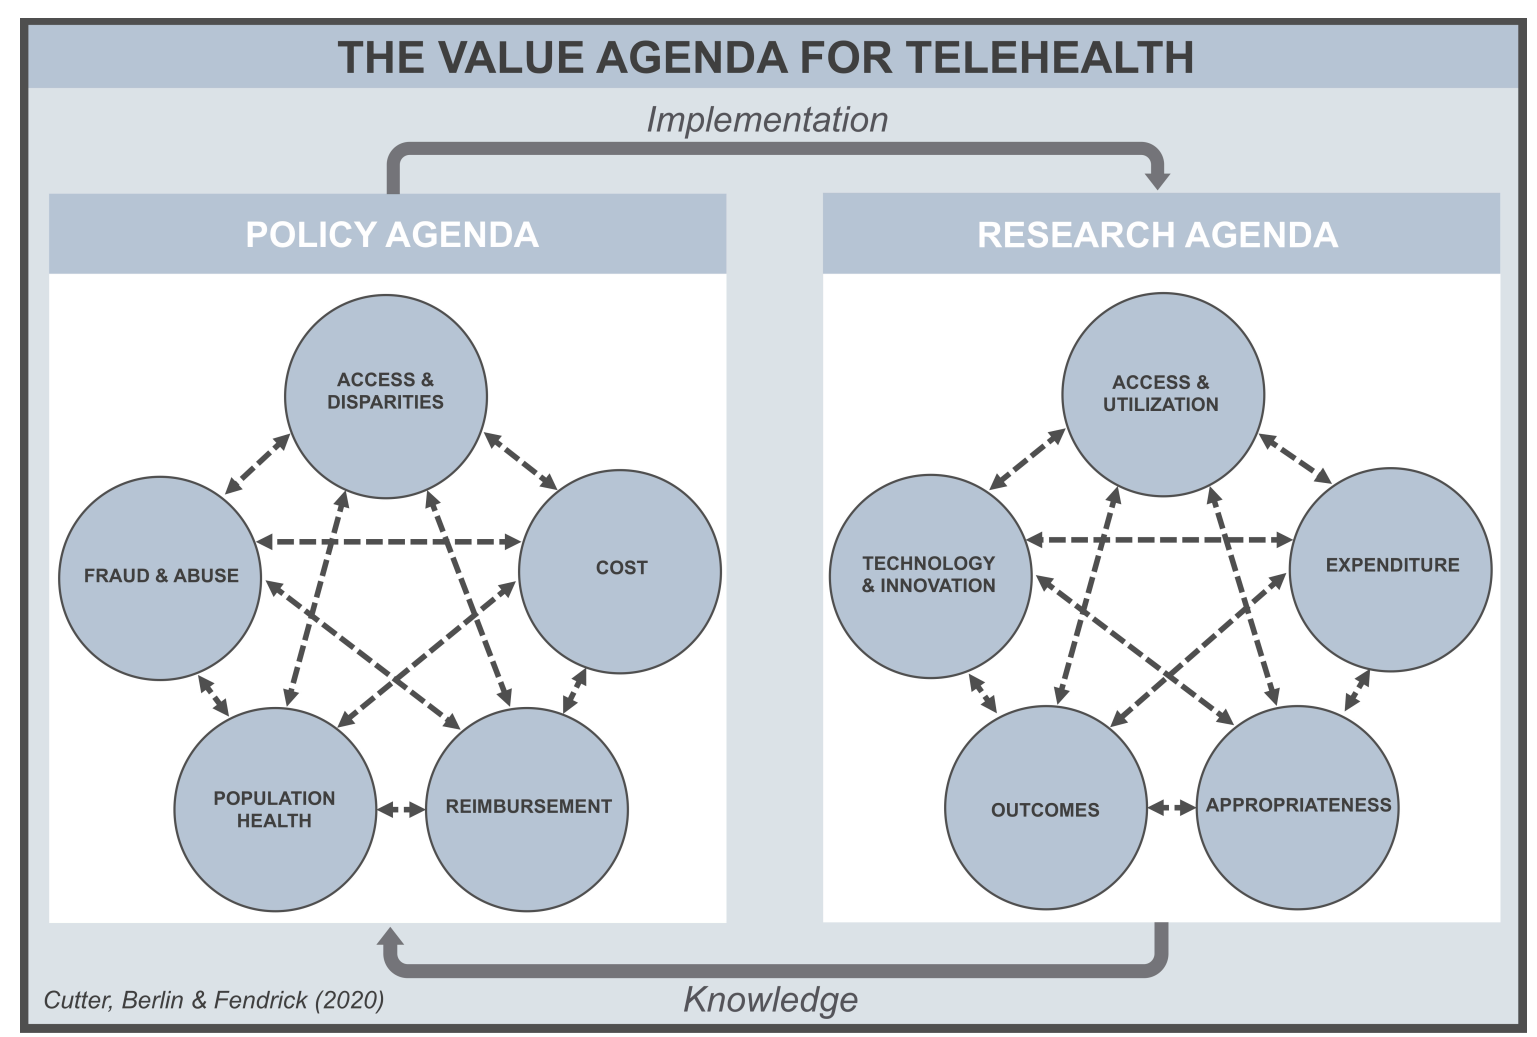 THE VALUE AGENDA FOR TELEHEALTH
Implementation
POLICY AGENDA
ACCESS &
DISPARITIES
FRAUD & ABUSE
COST
POPULATION
HEALTH
REIMBURSEMENT
RESEARCH AGENDA
ACCESS &
UTILIZATION
TECHNOLOGY
& INNOVATION
EXPENDITURE
OUTCOMES
APPROPRIATENESS
Knowledge
Cutter, Berlin & Fendrick (2020)